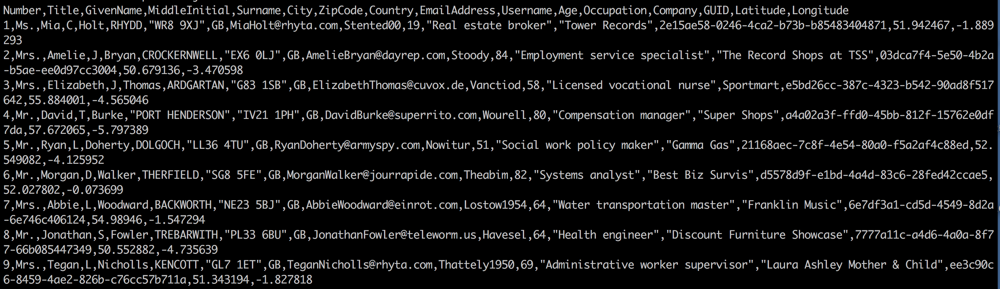 Number,Title,GivenName,MiddleInitial,Surname,City,ZipCode,Country,EmailAddress,Username,Age,Occupation,Company,GUID,Latitude,Longitude
1,Ms.,Mia,C,Holt,RHYDD,"WR8 9XJ",GB,MiaHolt@rhyta.com,Stented00,19,"Real estate broker","Tower Records",2e15ae58-0246-4ca2-b73b-b85483404871,51.942467,-1.889
293
2,Mrs.,Amelie,J,Bryan,CROCKERNWELL,"EX6 0LJ",GB,AmelieBryan@dayrep.com,Stoody,84,"Employment service specialist","The Record Shops at TSS",03dca7f4-5e50-4b2a
-b5ae-ee0d97cc3004,50.679136,-3.470598
3,Mrs.,Elizabeth,J,Thomas,ARDGARTAN,"G83 1SB",GB,ElizabethThomas@cuvox.de,Vanctiod,58,"Licensed vocational nurse",Sportmart,e5bd26cc-387c-4323-b542-90ad8f517
642,55.884001,-4.565046
4,Mr.,David,T,Burke,"PORT HENDERSON","IV21 1PH",GB,DavidBurke@superrito.com,Wourell,80,"Compensation manager","Super Shops",a4a02a3f-ffd0-45bb-812f-15762e0df
7da,57.672065,-5.797389
5,Mr.,Ryan,L,Doherty,DOLGOCH,"LL36 4TU",GB,RyanDoherty@armyspy.com,Nowitur,51,"Social work policy maker","Gamma Gas",21168aec-7c8f-4e54-80a0-f5a2af4c88ed,52.
549082,-4.125952
6,Mr.,Morgan,D,Walker,THERFIELD,"SG8 5FE",GB,MorganWalker@jourrapide.com,Theabim,82,"Systems analyst","Best Biz Survis",d5578d9f-e1bd-4a4d-83c6-28fed42ccae5,
52.027802,-0.073699
7,Mrs.,Abbie,L,Woodward,BACKWORTH,"NE23 5BJ",GB,AbbieWoodward@einrot.com,Lostow1954,64,"Water transportation master","Franklin Music",6e7df3a1-cd5d-4549-8d2a
-6e746c406124,54.98946,-1.547294
8,Mr.,Jonathan,S,Fowler,TREBARWITH,"PL33 6BU",GB,JonathanFowler@teleworm.us,Havesel,64,"Health engineer","Discount Furniture Showcase",7777a11c-a4d6-4a0a-8f7
7-66b085447349,50.552882,-4.735639
9,Mrs.,Tegan,L,Nicholls,KENCOTT,"GL7 1ET",GB,TeganNicholls@rhyta.com,Thattely1950,69,"Administrative worker supervisor","Laura Ashley Mother & Child",ee3c90c
6-8459-4ae2-826b-c76cc57b711a,51.343194,-1.827818